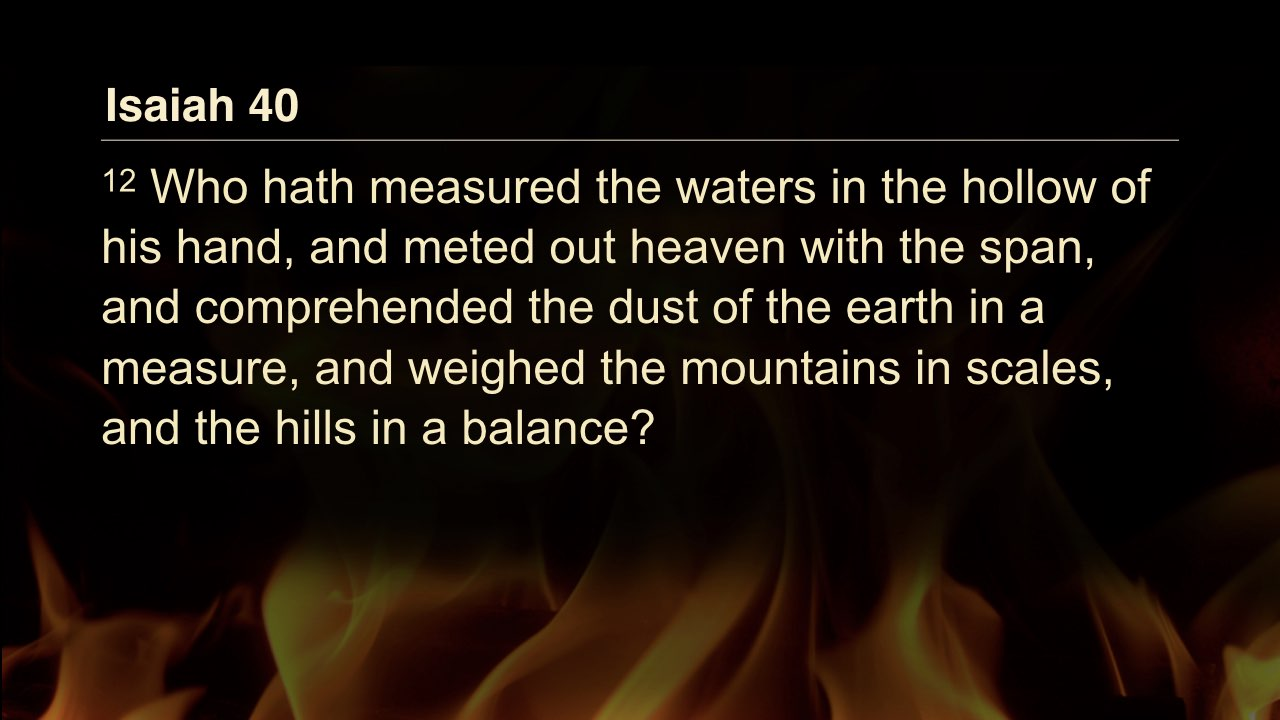 Isaiah 40
12 Who hath measured the waters in the hollow of
his hand, and meted out heaven with the span,
and comprehended the dust of the earth in a
measure, and weighed the mountains in scales,
and the hills in a balance?